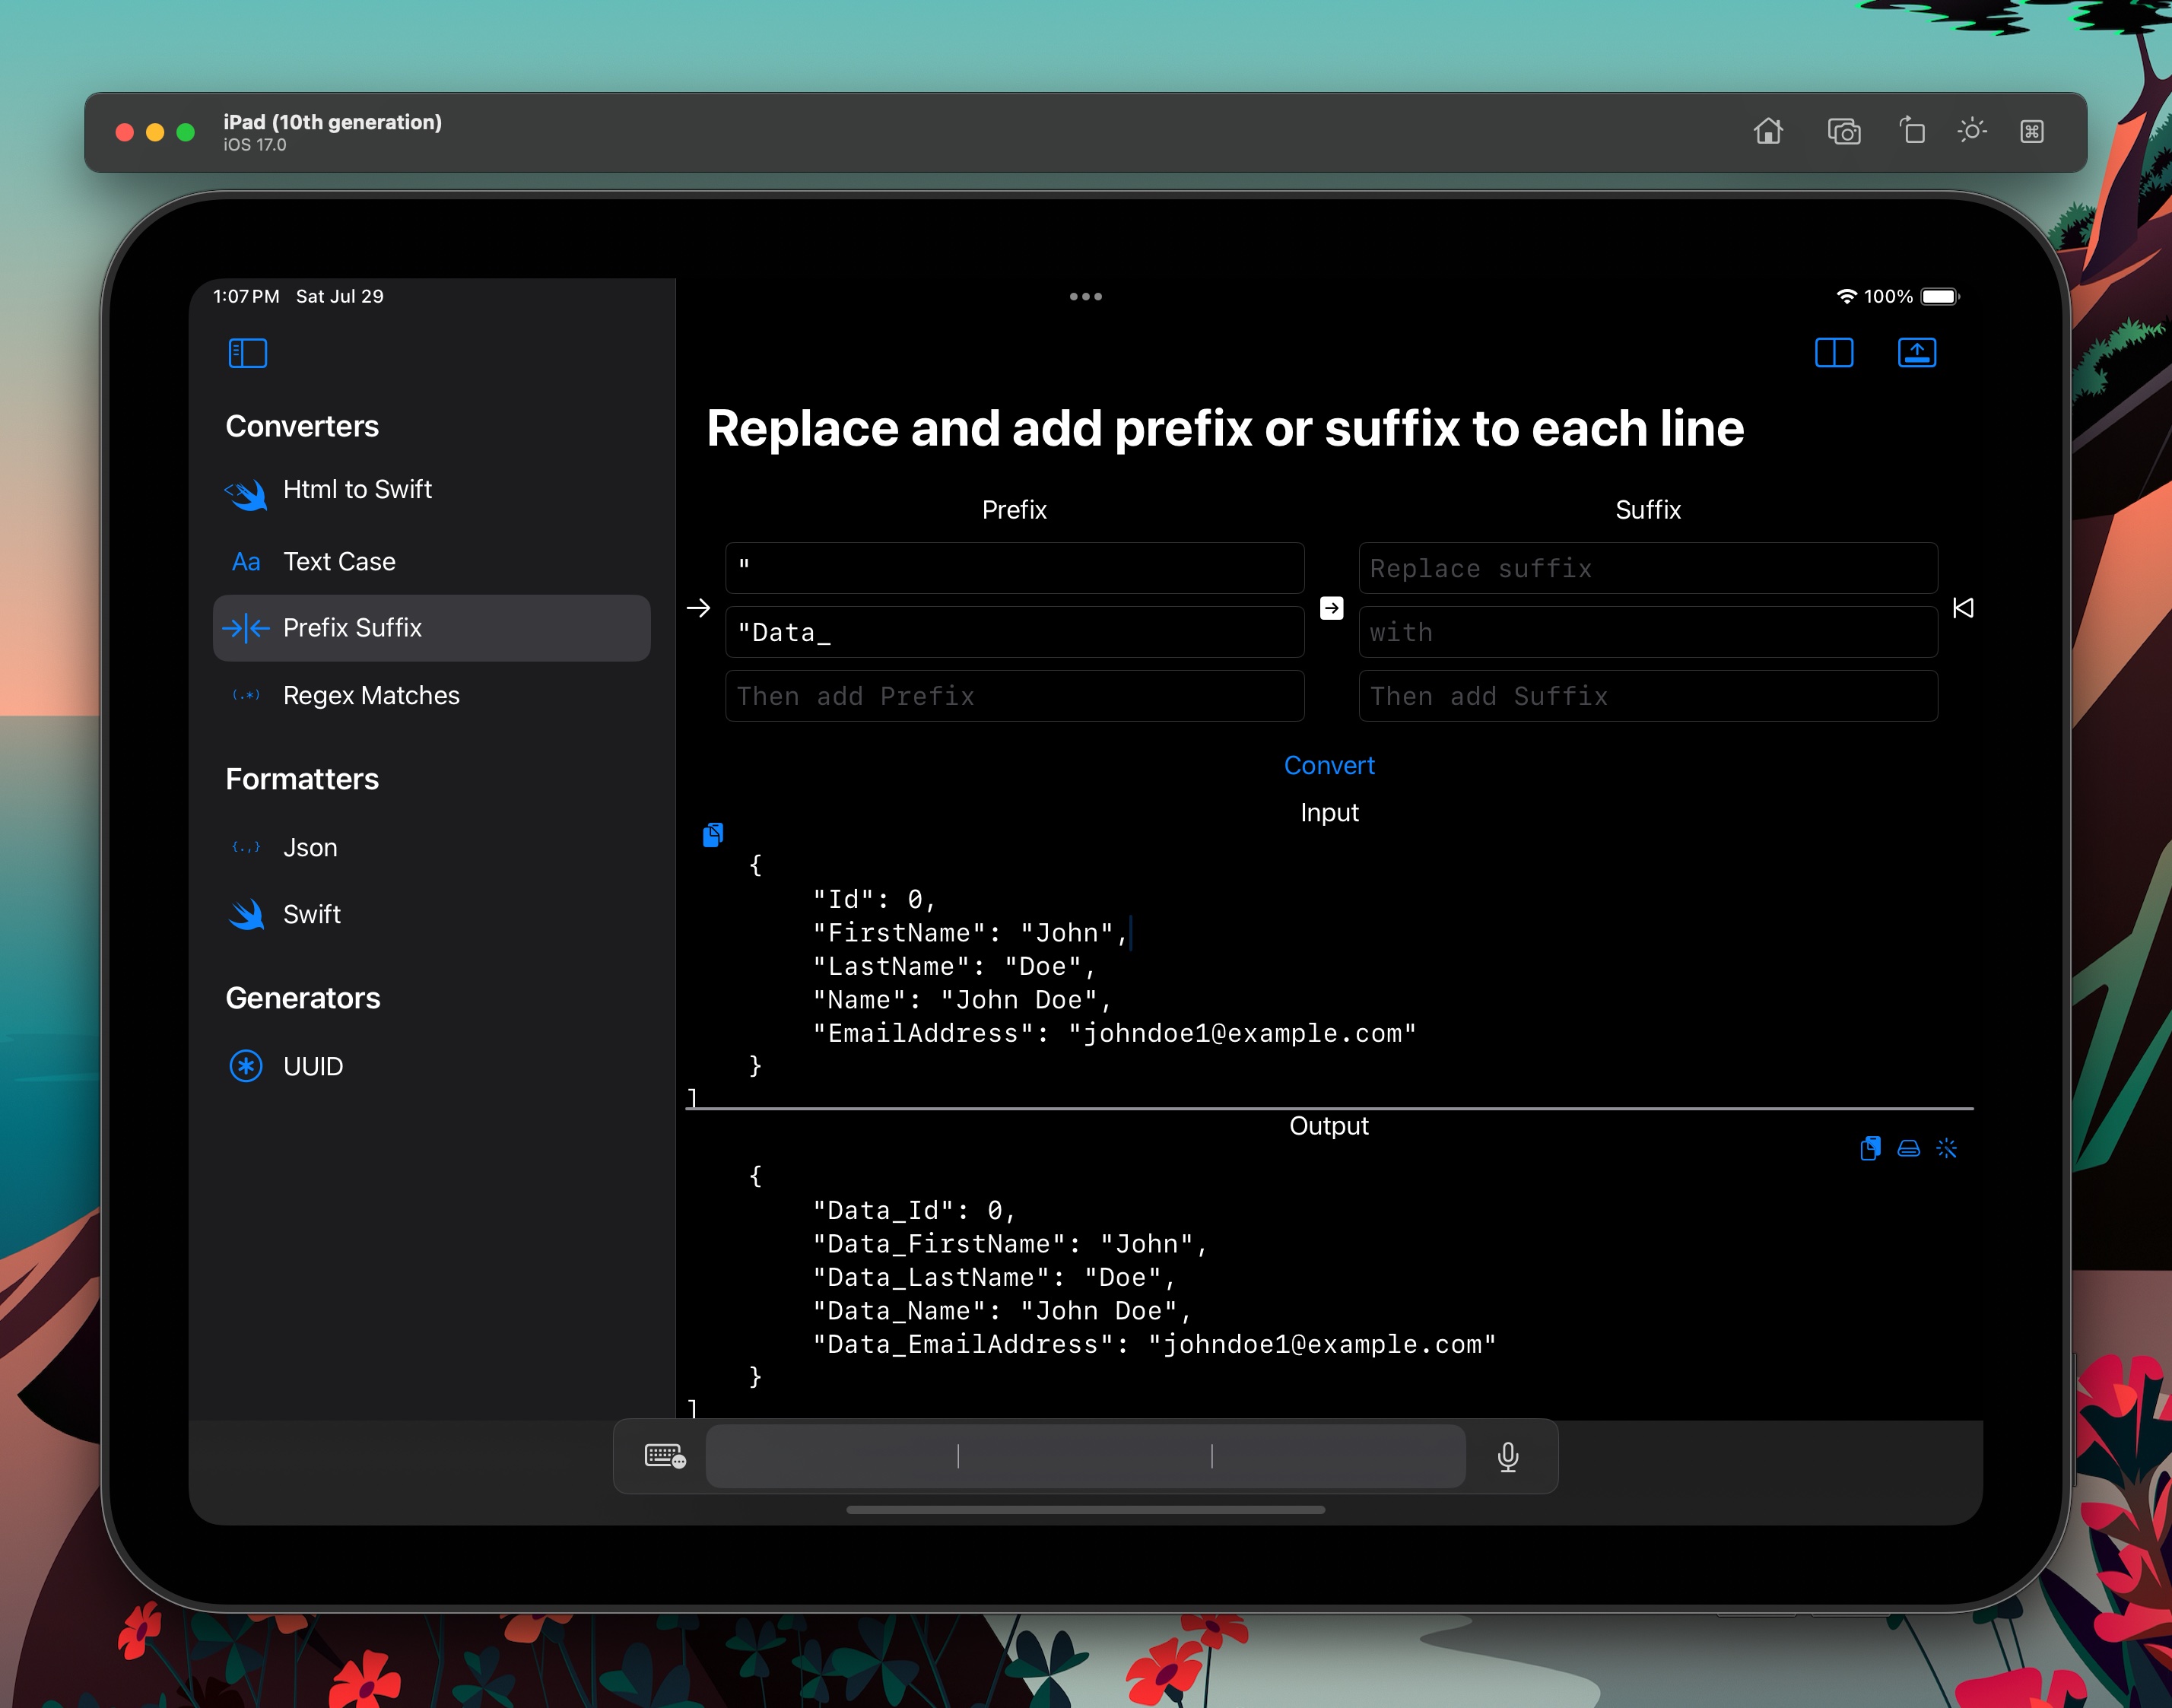 iPad (10th generation)
iOS 17.0
1:07 PM Sat Jul 29
100%
Converters
Html to Swift
Aa Text Case
Prefix Suffix
(.*) Regex Matches
Formatters
{.,} Json
Swift
Generators
UUID
Replace and add prefix or suffix to each line
Prefix
Suffix
"
Replace suffix
"Data_
with
Then add Prefix
Then add Suffix
Convert
Input
{
"Id": 0,
"FirstName": "John",
"LastName": "Doe",
"Name": "John Doe",
"EmailAddress": "johndoe1@example.com"
}
]
Output
{
"Data_Id": 0,
"Data_FirstName": "John",
"Data_LastName": "Doe",
"Data_Name": "John Doe",
"Data_EmailAddress": "johndoe1@example.com"
}
]